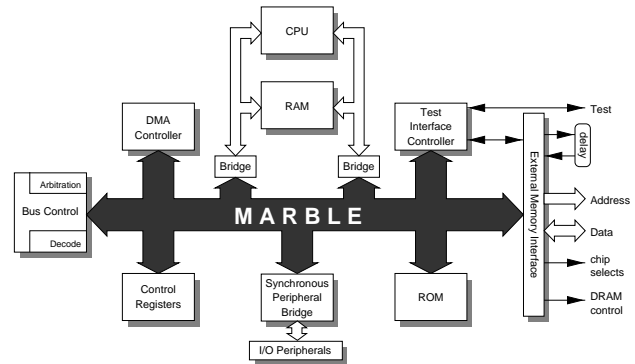 CPU
RAM
DMA
Controller
Test
Interface
Controller
Test
delay
Bridge
Bridge
External Memory Interface
Arbitration
Bus Control
Decode
MARBLE
Address
Data
chip
selects
DRAM
control
Control
Registers
Synchronous
Peripheral
Bridge
ROM
I/O Peripherals